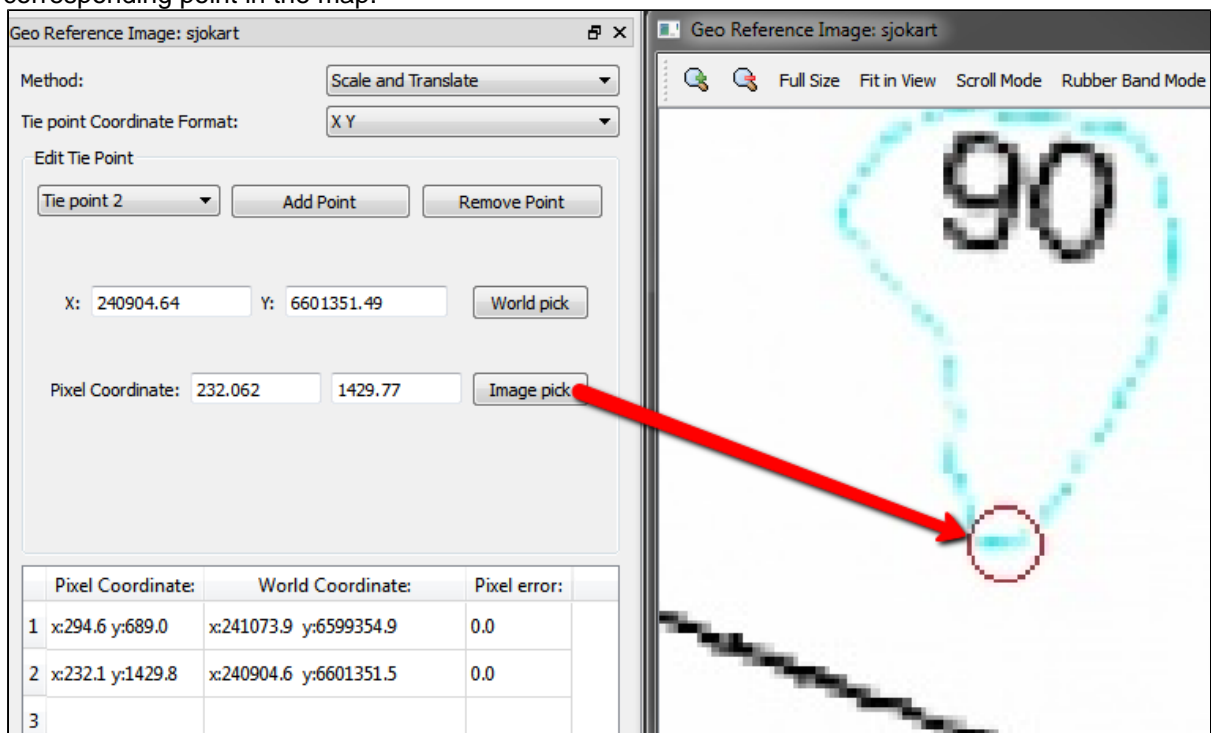 corresponding point in the map.
Geo Reference Image: sjokart
Method: Scale and Translate
Tie point Coordinate Format: X Y
Edit Tie Point
Tie point 2 Add Point Remove Point
X: 240904.64 Y: 6601351.49 World pick
Pixel Coordinate: 232.062 1429.77 Image pick
Pixel Coordinate: World Coordinate: Pixel error:
1 x:294.6 y:689.0 x:241073.9 y:6599354.9 0.0
2 x:232.1 y:1429.8 x:240904.6 y:6601351.5 0.0
3
Geo Reference Image: sjokart
Full Size Fit in View Scroll Mode Rubber Band Mode
90